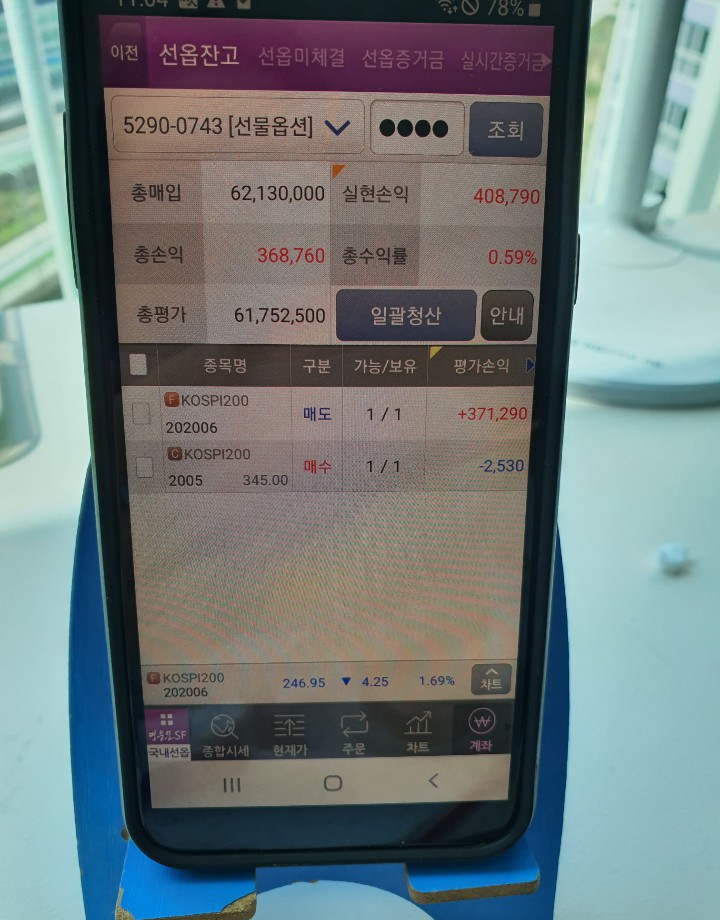 11:04 78%
이전 선옵잔고 선옵미체결 선옵증거금 실시간증거금
5290-0743 [선물옵션] ●●●● 조회
총매입 62,130,000 실현손익 408,790
총손익 368,760 총수익률 0.59%
총평가 61,752,500 일괄청산 안내
종목명 구분 가능/보유 평가손익
F KOSPI200
202006 매도 1 / 1 +371,290
C KOSPI200
2005 345.00 매수 1 / 1 -2,530
F KOSPI200
202006 246.95 ▼ 4.25 1.69% 차트
영웅문SF
국내선옵 종합시세 현재가 주문 차트 계좌